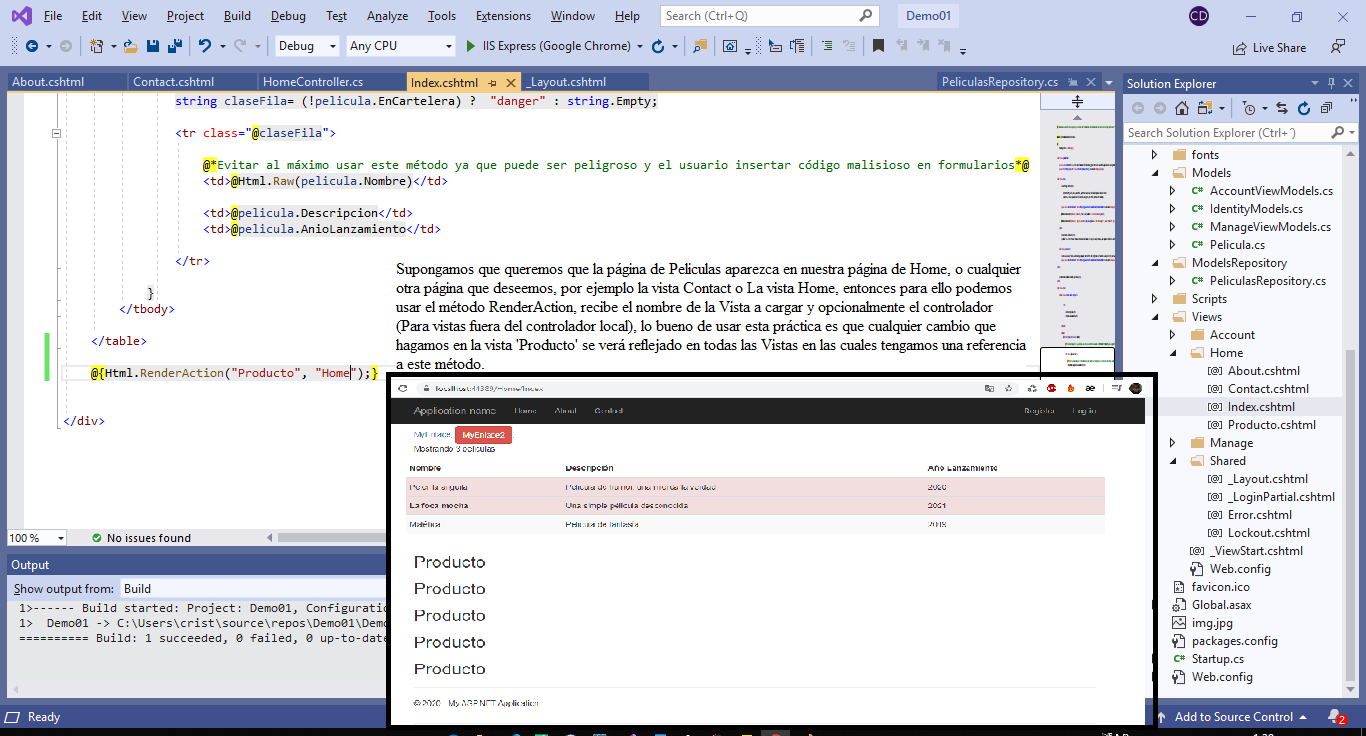 File Edit View Project Build Debug Test Analyze Tools Extensions Window Help Search (Ctrl+Q) Demo01 CD
Debug Any CPU IIS Express (Google Chrome) Live Share
About.cshtml Contact.cshtml HomeController.cs Index.cshtml _Layout.cshtml PeliculasRepository.cs
string claseFila= (!pelicula.EnCartelera) ? "danger" : string.Empty;
<tr class="@claseFila">
@*Evitar al máximo usar este método ya que puede ser peligroso y el usuario insertar código malisioso en formularios*@
<td>@Html.Raw(pelicula.Nombre)</td>
<td>@pelicula.Descripcion</td>
<td>@pelicula.AnioLanzamiento</td>
</tr>
}
</tbody>
</table>
@{Html.RenderAction("Producto", "Home");}
</div>
Supongamos que queremos que la página de Peliculas aparezca en nuestra página de Home, o cualquier
otra página que deseemos, por ejemplo la vista Contact o La vista Home, entonces para ello podemos
usar el método RenderAction, recibe el nombre de la Vista a cargar y opcionalmente el controlador
(Para vistas fuera del controlador local), lo bueno de usar esta práctica es que cualquier cambio que
hagamos en la vista 'Producto' se verá reflejado en todas las Vistas en las cuales tengamos una referencia
a este método.
100 % No issues found
Output
Show output from: Build
1>------ Build started: Project: Demo01, Configuratio
1> Demo01 -> C:\Users\crist\source\repos\Demo01\Dem
========== Build: 1 succeeded, 0 failed, 0 up-to-date
localhost:44389/Home/Index
Application name Home About Contact Register Log in
MyEnlace, MyEnlace2
Mostrando 3 películas
Nombre Descripción Año Lanzamiento
Película de humor, una mierda la verdad 2020
La foca mocha Una simple película desconocida 2021
Maléfica Película de fantasía 2019
Producto
Producto
Producto
Producto
Producto
© 2020 - My ASP.NET Application
Solution Explorer
Search Solution Explorer (Ctrl+´)
fonts
Models
AccountViewModels.cs
IdentityModels.cs
ManageViewModels.cs
Pelicula.cs
ModelsRepository
PeliculasRepository.cs
Scripts
Views
Account
Home
About.cshtml
Contact.cshtml
Index.cshtml
Producto.cshtml
Manage
Shared
_Layout.cshtml
_LoginPartial.cshtml
Error.cshtml
Lockout.cshtml
_ViewStart.cshtml
Web.config
favicon.ico
Global.asax
img.jpg
packages.config
Startup.cs
Web.config
Ready Add to Source Control 2